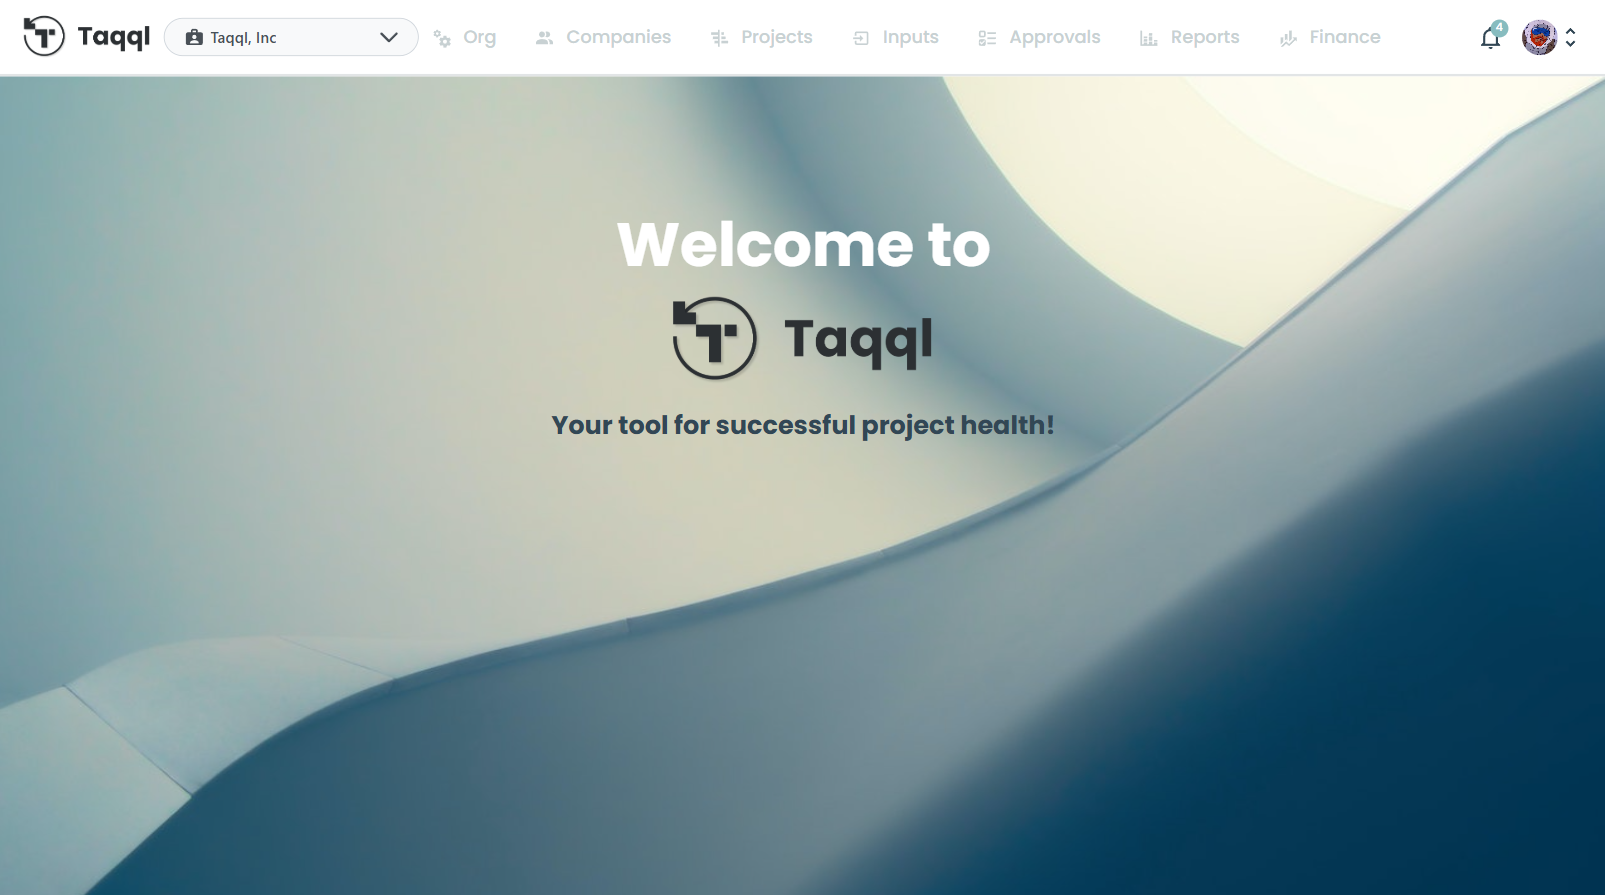 Taqql
Taqql, Inc
Org
Companies
Projects
Inputs
Approvals
Reports
Finance
4
Welcome to
Taqql
Your tool for successful project health!